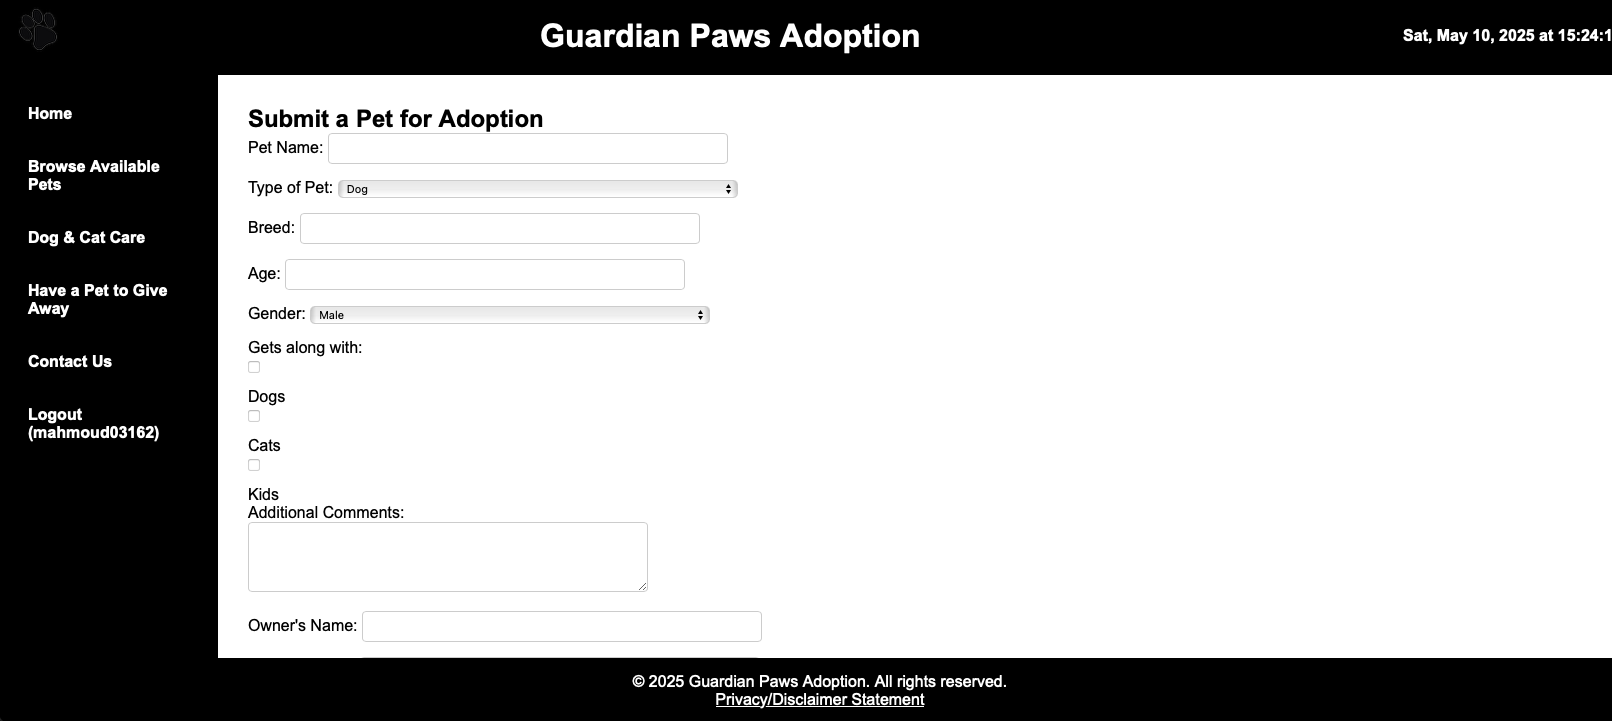 Guardian Paws Adoption
Sat, May 10, 2025 at 15:24:1
Home
Browse Available
Pets
Dog & Cat Care
Have a Pet to Give
Away
Contact Us
Logout
(mahmoud03162)
Submit a Pet for Adoption
Pet Name:
Type of Pet: Dog
Breed:
Age:
Gender: Male
Gets along with:
Dogs
Cats
Kids
Additional Comments:
Owner's Name:
© 2025 Guardian Paws Adoption. All rights reserved.
Privacy/Disclaimer Statement